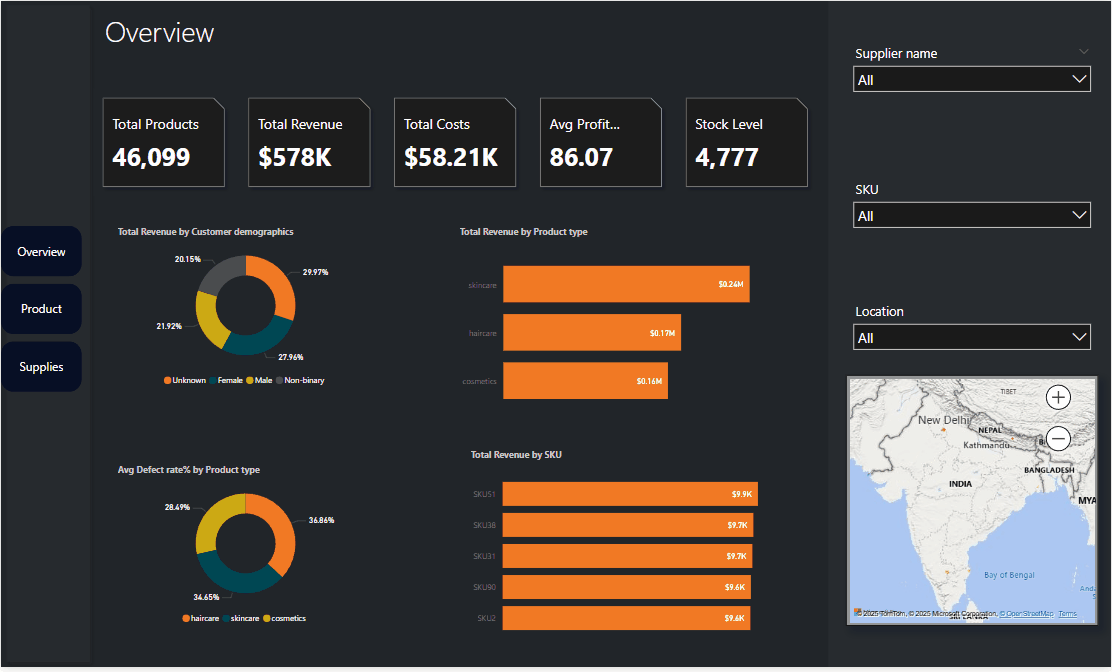 Overview
Supplier name
All
Total Products
46,099
Total Revenue
$578K
Total Costs
$58.21K
Avg Profit...
86.07
Stock Level
4,777
SKU
All
Location
All
Overview
Product
Supplies
Total Revenue by Customer demographics
20.15%
29.97%
21.92%
27.96%
Unknown Female Male Non-binary
Total Revenue by Product type
skincare $0.24M
haircare $0.17M
cosmetics $0.16M
Avg Defect rate% by Product type
28.49%
36.86%
34.65%
haircare skincare cosmetics
Total Revenue by SKU
SKU51 $9.9K
SKU38 $9.7K
SKU31 $9.7K
SKU90 $9.6K
SKU2 $9.6K
TIBET
New Delhi
NEPAL
Kathmandu
BANGLADESH
INDIA
MYA
Bay of Bengal
Anda
© 2025 TomTom, © 2025 Microsoft Corporation, © OpenStreetMap Terms
SRI LANKA